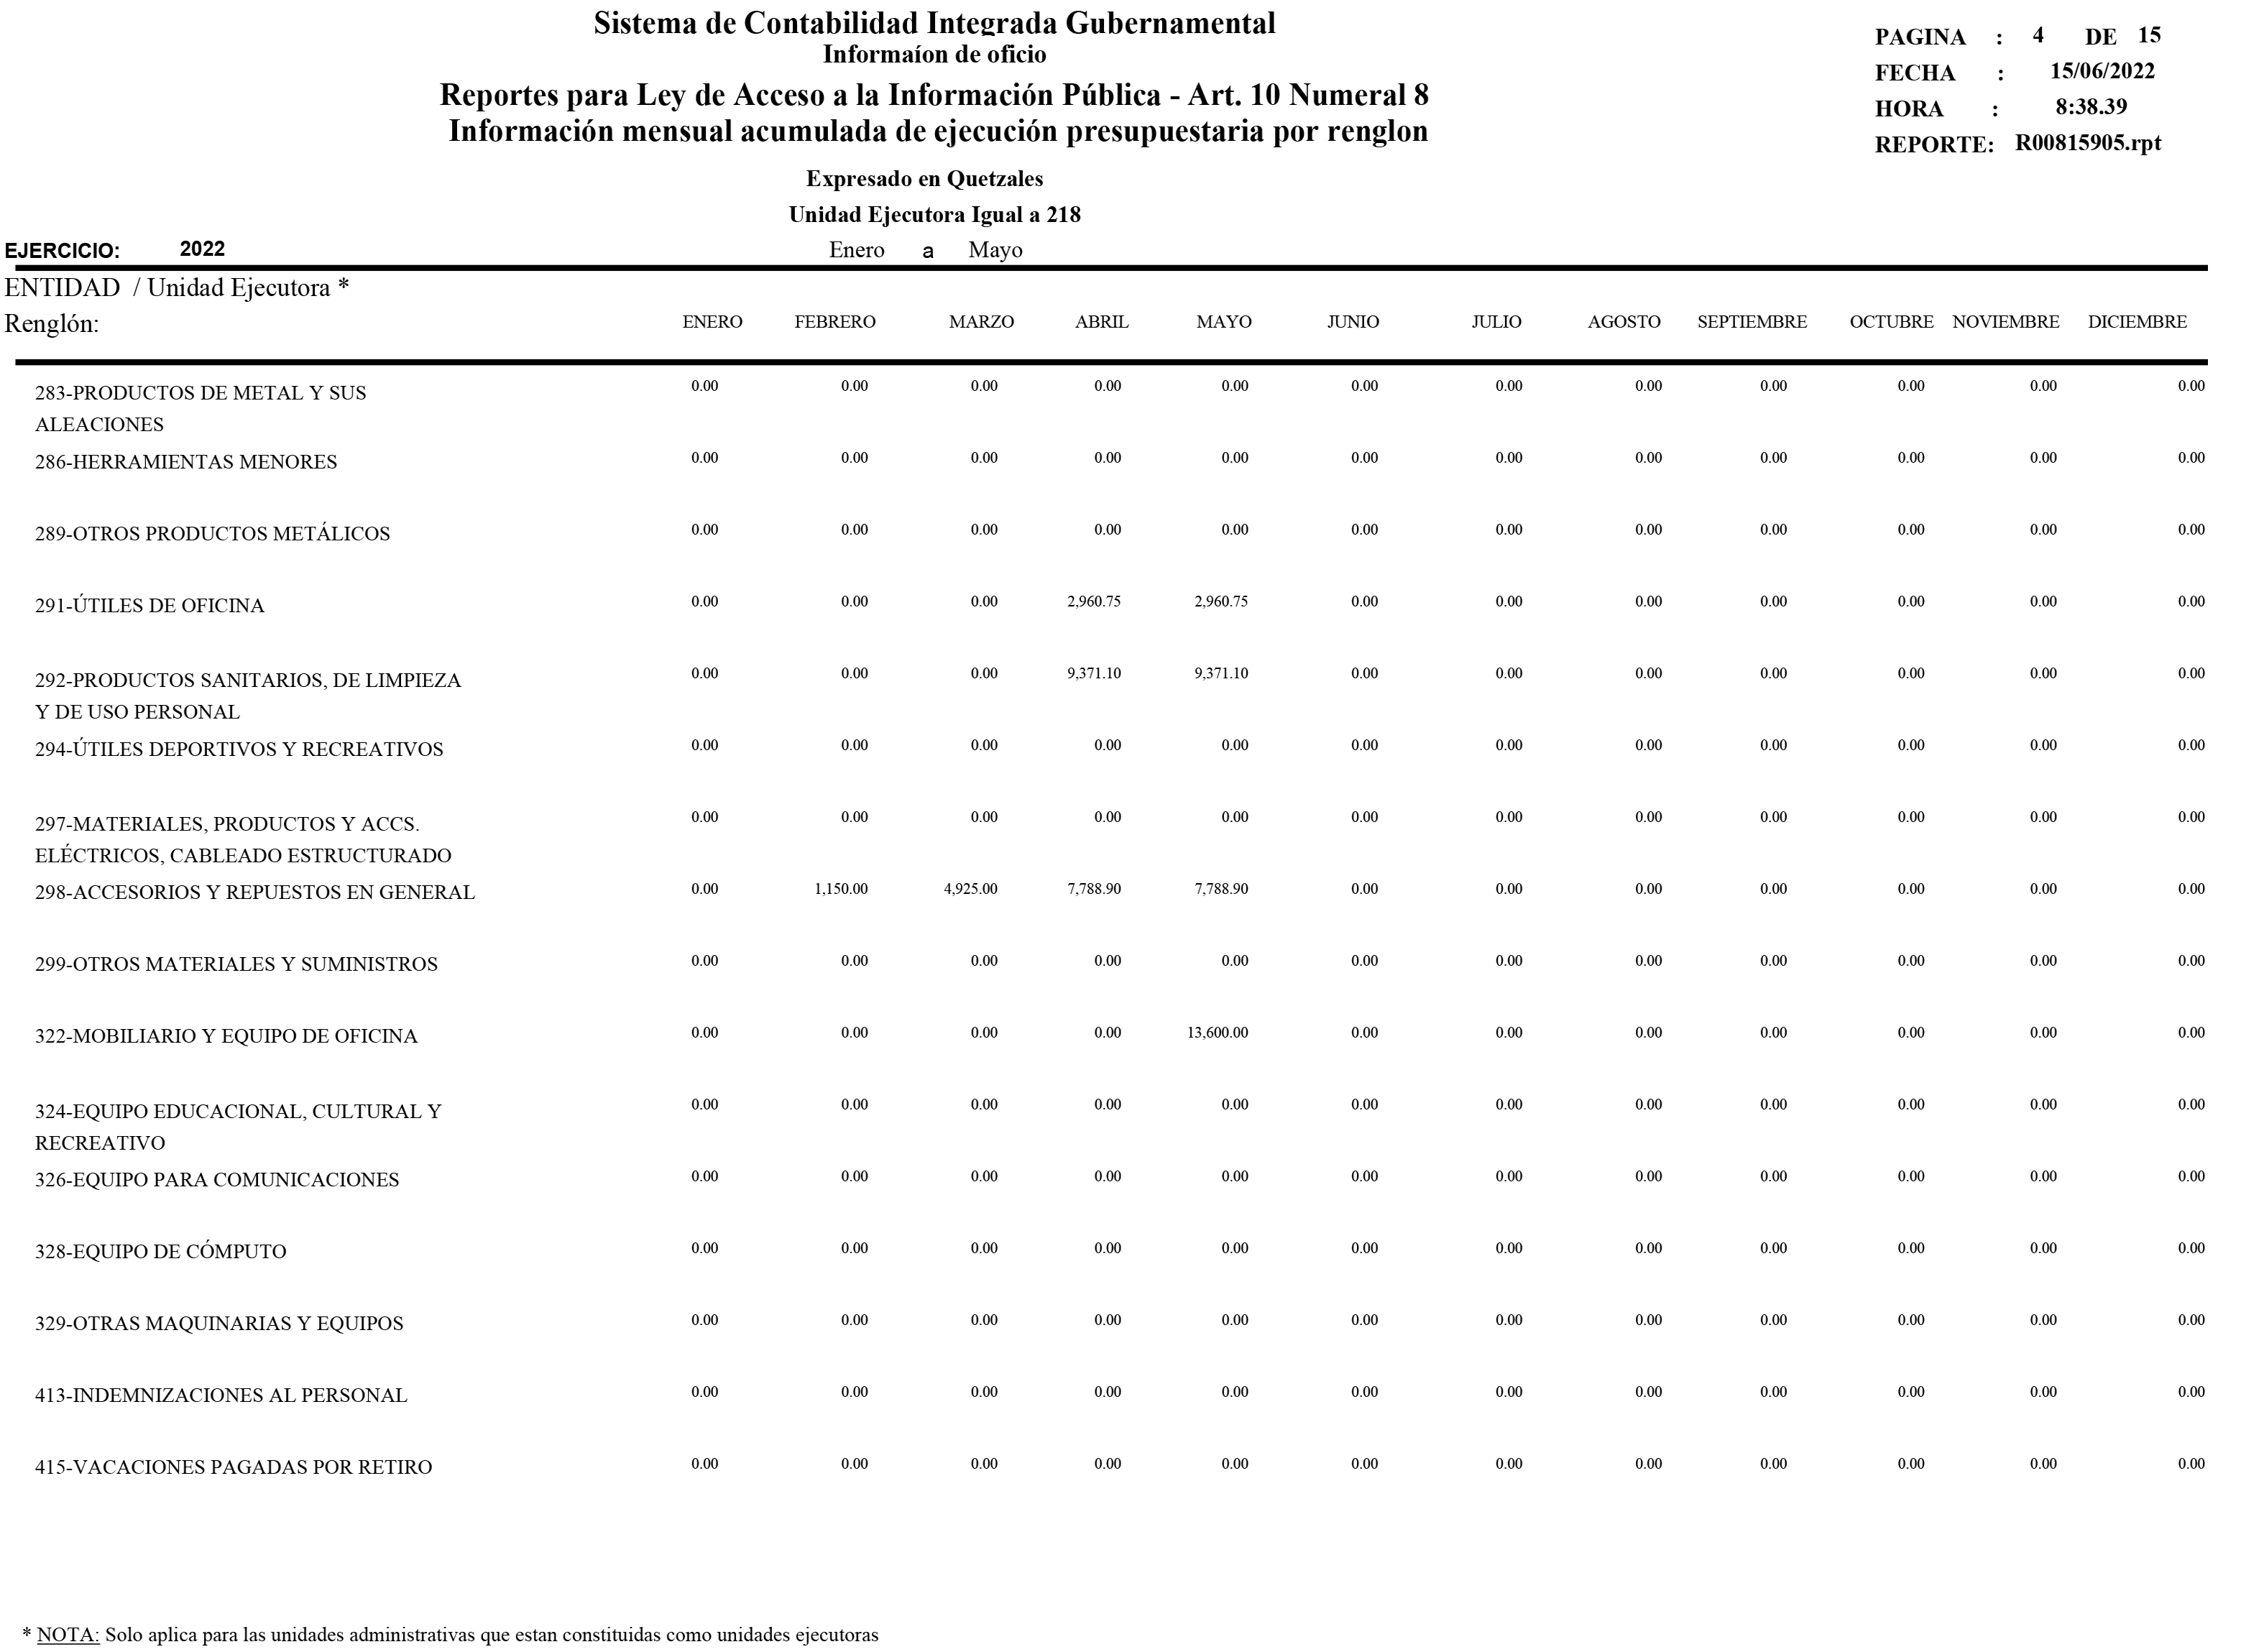 Sistema de Contabilidad Integrada Gubernamental
Informaíon de oficio
Reportes para Ley de Acceso a la Información Pública - Art. 10 Numeral 8
Información mensual acumulada de ejecución presupuestaria por renglon
Expresado en Quetzales
Unidad Ejecutora Igual a 218
PAGINA : 4 DE 15
FECHA : 15/06/2022
HORA : 8:38.39
REPORTE: R00815905.rpt
EJERCICIO: 2022 Enero a Mayo
ENTIDAD / Unidad Ejecutora *
Renglón: ENERO FEBRERO MARZO ABRIL MAYO JUNIO JULIO AGOSTO SEPTIEMBRE OCTUBRE NOVIEMBRE DICIEMBRE
283-PRODUCTOS DE METAL Y SUS 0.00 0.00 0.00 0.00 0.00 0.00 0.00 0.00 0.00 0.00 0.00 0.00
ALEACIONES
286-HERRAMIENTAS MENORES 0.00 0.00 0.00 0.00 0.00 0.00 0.00 0.00 0.00 0.00 0.00 0.00
289-OTROS PRODUCTOS METÁLICOS 0.00 0.00 0.00 0.00 0.00 0.00 0.00 0.00 0.00 0.00 0.00 0.00
291-ÚTILES DE OFICINA 0.00 0.00 0.00 2,960.75 2,960.75 0.00 0.00 0.00 0.00 0.00 0.00 0.00
292-PRODUCTOS SANITARIOS, DE LIMPIEZA 0.00 0.00 0.00 9,371.10 9,371.10 0.00 0.00 0.00 0.00 0.00 0.00 0.00
Y DE USO PERSONAL
294-ÚTILES DEPORTIVOS Y RECREATIVOS 0.00 0.00 0.00 0.00 0.00 0.00 0.00 0.00 0.00 0.00 0.00 0.00
297-MATERIALES, PRODUCTOS Y ACCS. 0.00 0.00 0.00 0.00 0.00 0.00 0.00 0.00 0.00 0.00 0.00 0.00
ELÉCTRICOS, CABLEADO ESTRUCTURADO
298-ACCESORIOS Y REPUESTOS EN GENERAL 0.00 1,150.00 4,925.00 7,788.90 7,788.90 0.00 0.00 0.00 0.00 0.00 0.00 0.00
299-OTROS MATERIALES Y SUMINISTROS 0.00 0.00 0.00 0.00 0.00 0.00 0.00 0.00 0.00 0.00 0.00 0.00
322-MOBILIARIO Y EQUIPO DE OFICINA 0.00 0.00 0.00 0.00 13,600.00 0.00 0.00 0.00 0.00 0.00 0.00 0.00
324-EQUIPO EDUCACIONAL, CULTURAL Y 0.00 0.00 0.00 0.00 0.00 0.00 0.00 0.00 0.00 0.00 0.00 0.00
RECREATIVO
326-EQUIPO PARA COMUNICACIONES 0.00 0.00 0.00 0.00 0.00 0.00 0.00 0.00 0.00 0.00 0.00 0.00
328-EQUIPO DE CÓMPUTO 0.00 0.00 0.00 0.00 0.00 0.00 0.00 0.00 0.00 0.00 0.00 0.00
329-OTRAS MAQUINARIAS Y EQUIPOS 0.00 0.00 0.00 0.00 0.00 0.00 0.00 0.00 0.00 0.00 0.00 0.00
413-INDEMNIZACIONES AL PERSONAL 0.00 0.00 0.00 0.00 0.00 0.00 0.00 0.00 0.00 0.00 0.00 0.00
415-VACACIONES PAGADAS POR RETIRO 0.00 0.00 0.00 0.00 0.00 0.00 0.00 0.00 0.00 0.00 0.00 0.00
* NOTA: Solo aplica para las unidades administrativas que estan constituidas como unidades ejecutoras